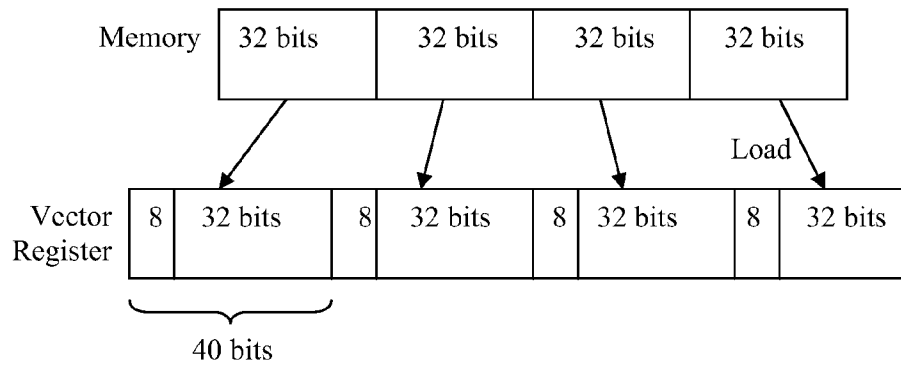 Memory 32 bits 32 bits 32 bits 32 bits
Load
Vector Register 8 32 bits 8 32 bits 8 32 bits 8 32 bits
40 bits